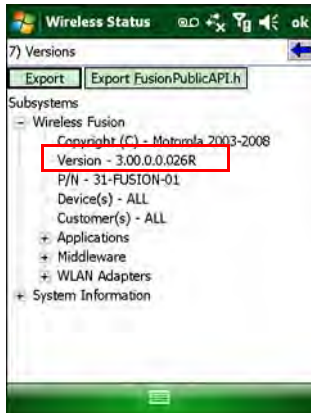 Wireless Status ok
7) Versions
Export Export FusionPublicAPI.h
Subsystems
Wireless Fusion
Copyright (C) - Motorola 2003-2008
Version - 3.00.0.0.026R
P/N - 31-FUSION-01
Device(s) - ALL
Customer(s) - ALL
Applications
Middleware
WLAN Adapters
System Information